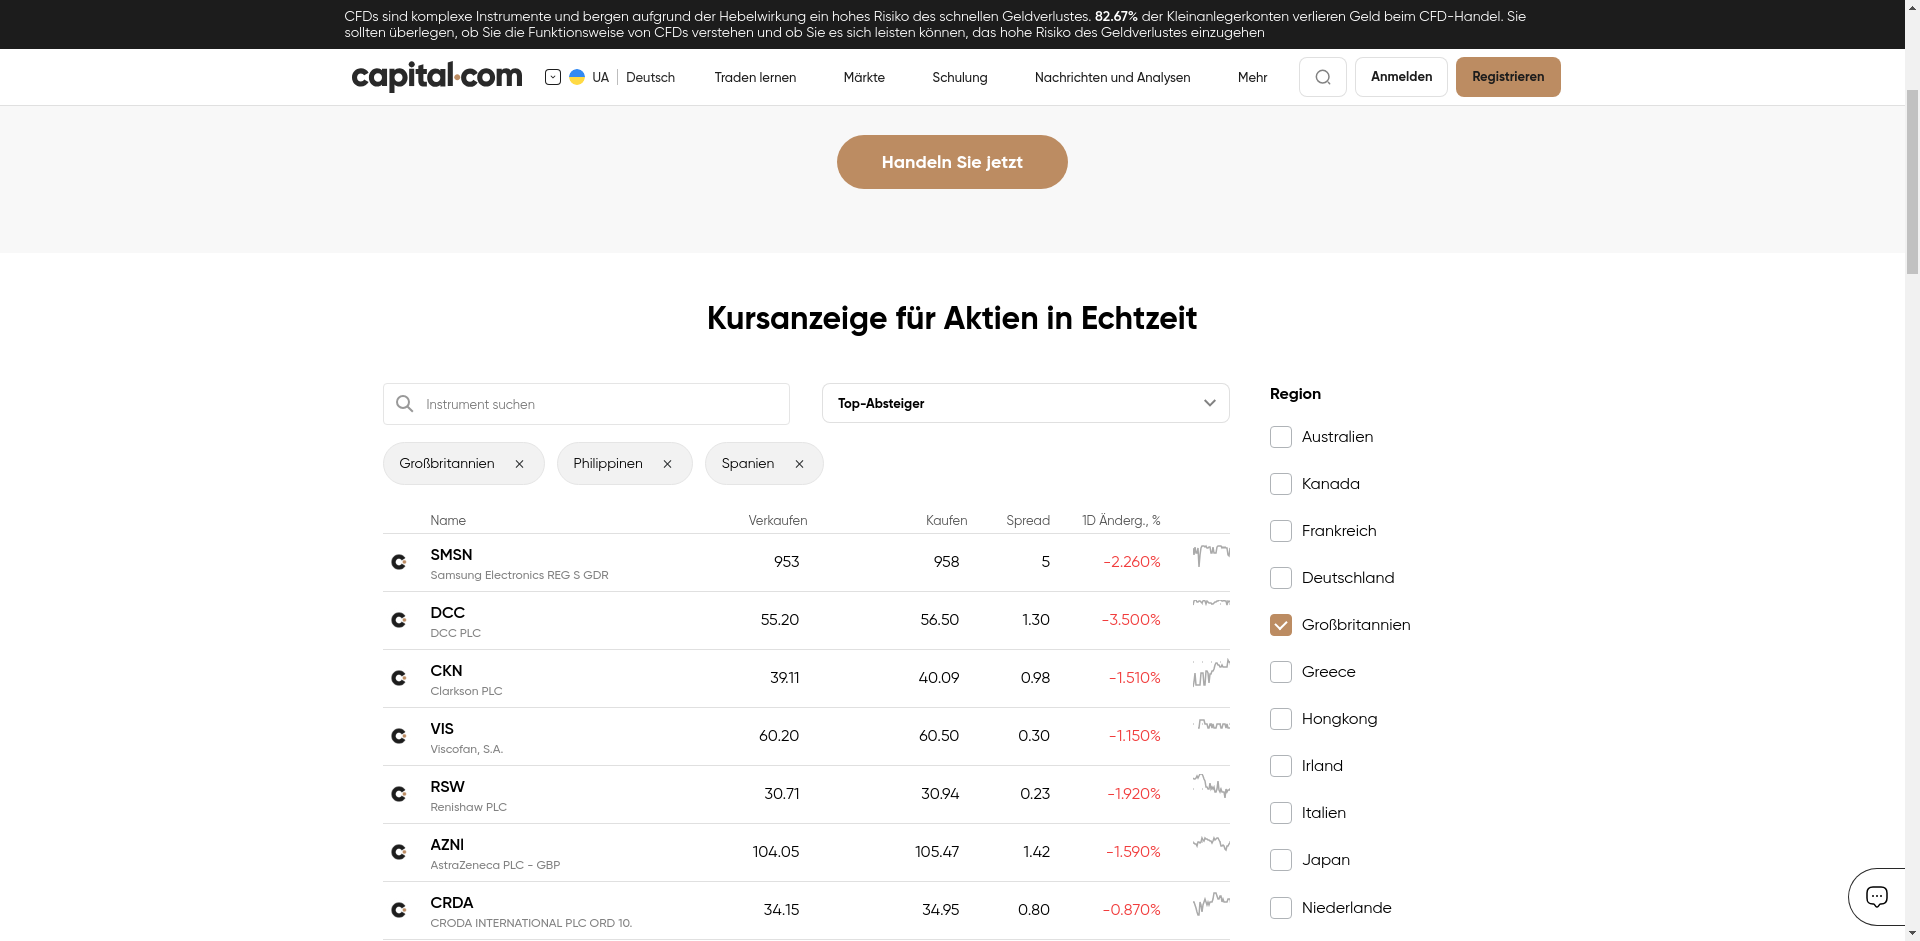 CFDs sind komplexe Instrumente und bergen aufgrund der Hebelwirkung ein hohes Risiko des schnellen Geldverlustes. 82.67% der Kleinanlegerkonten verlieren Geld beim CFD-Handel. Sie
sollten überlegen, ob Sie die Funktionsweise von CFDs verstehen und ob Sie es sich leisten können, das hohe Risiko des Geldverlustes einzugehen
capital.com UA Deutsch Traden lernen Märkte Schulung Nachrichten und Analysen Mehr Anmelden Registrieren
Handeln Sie jetzt
Kursanzeige für Aktien in Echtzeit
Instrument suchen
Top-Absteiger
Großbritannien Philippinen Spanien
Name Verkaufen Kaufen Spread 1D Änderg., %
SMSN 953 958 5 -2.260%
Samsung Electronics REG S GDR
DCC 55.20 56.50 1.30 -3.500%
DCC PLC
CKN 39.11 40.09 0.98 -1.510%
Clarkson PLC
VIS 60.20 60.50 0.30 -1.150%
Viscofan, S.A.
RSW 30.71 30.94 0.23 -1.920%
Renishaw PLC
AZNl 104.05 105.47 1.42 -1.590%
AstraZeneca PLC - GBP
CRDA 34.15 34.95 0.80 -0.870%
CRODA INTERNATIONAL PLC ORD 10.
Region
Australien
Kanada
Frankreich
Deutschland
Großbritannien
Greece
Hongkong
Irland
Italien
Japan
Niederlande